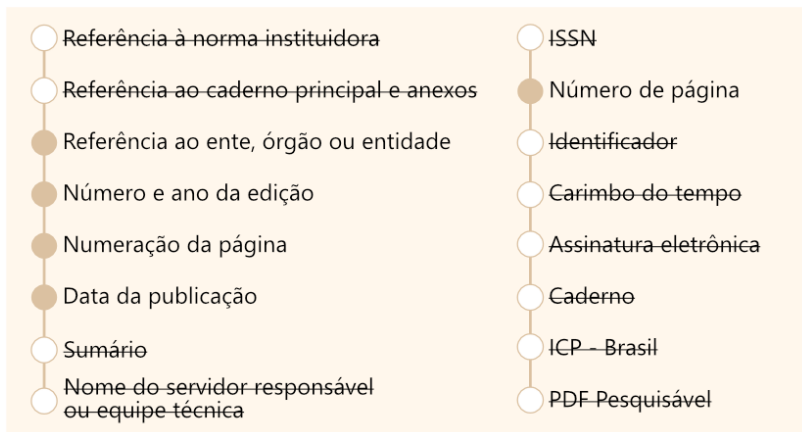 Referência à norma instituidora
Referência ao caderno principal e anexos
Referência ao ente, órgão ou entidade
Número e ano da edição
Numeração da página
Data da publicação
Sumário
Nome do servidor responsável
ou equipe técnica
ISSN
Número de página
Identificador
Carimbo do tempo
Assinatura eletrônica
Caderno
ICP - Brasil
PDF Pesquisável